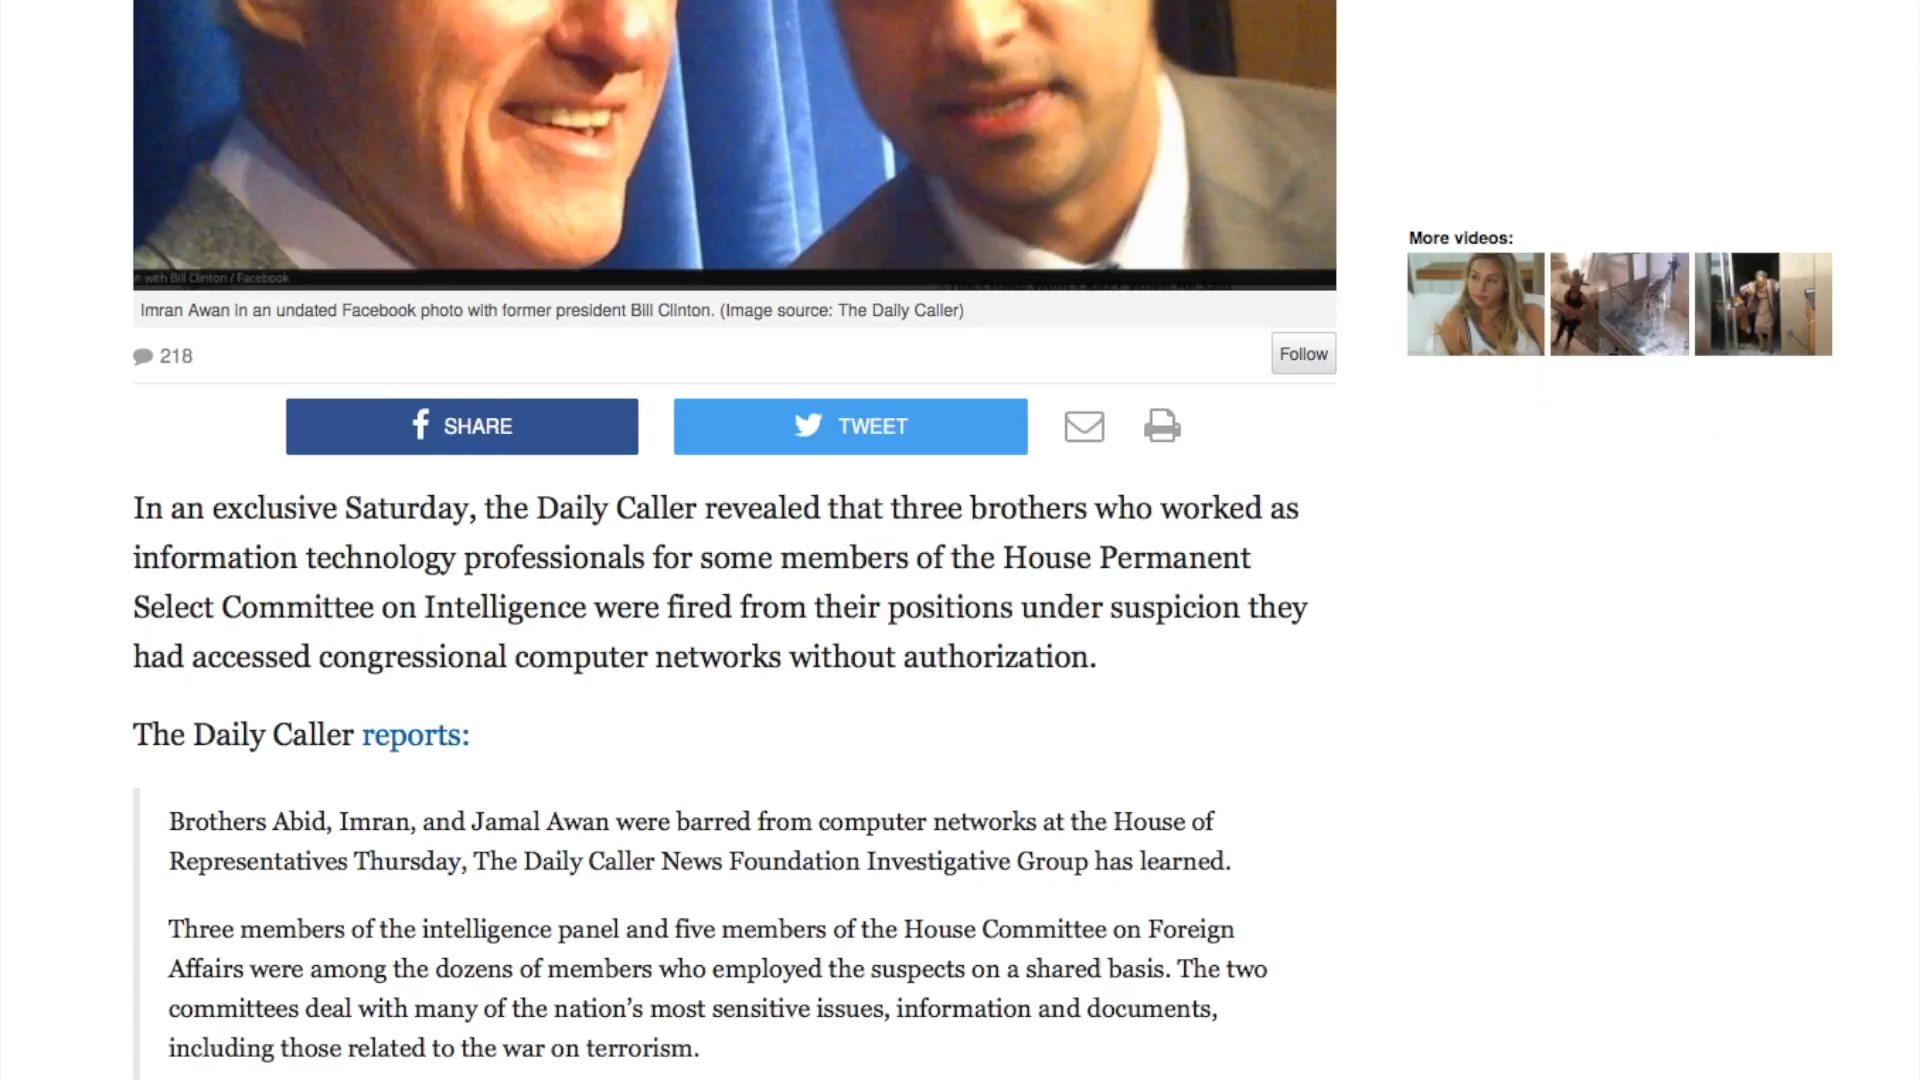 with Bill Clinton / Facebook
Imran Awan in an undated Facebook photo with former president Bill Clinton. (Image source: The Daily Caller)
218
Follow
SHARE
TWEET
More videos:
In an exclusive Saturday, the Daily Caller revealed that three brothers who worked as
information technology professionals for some members of the House Permanent
Select Committee on Intelligence were fired from their positions under suspicion they
had accessed congressional computer networks without authorization.
The Daily Caller reports:
Brothers Abid, Imran, and Jamal Awan were barred from computer networks at the House of
Representatives Thursday, The Daily Caller News Foundation Investigative Group has learned.
Three members of the intelligence panel and five members of the House Committee on Foreign
Affairs were among the dozens of members who employed the suspects on a shared basis. The two
committees deal with many of the nation’s most sensitive issues, information and documents,
including those related to the war on terrorism.